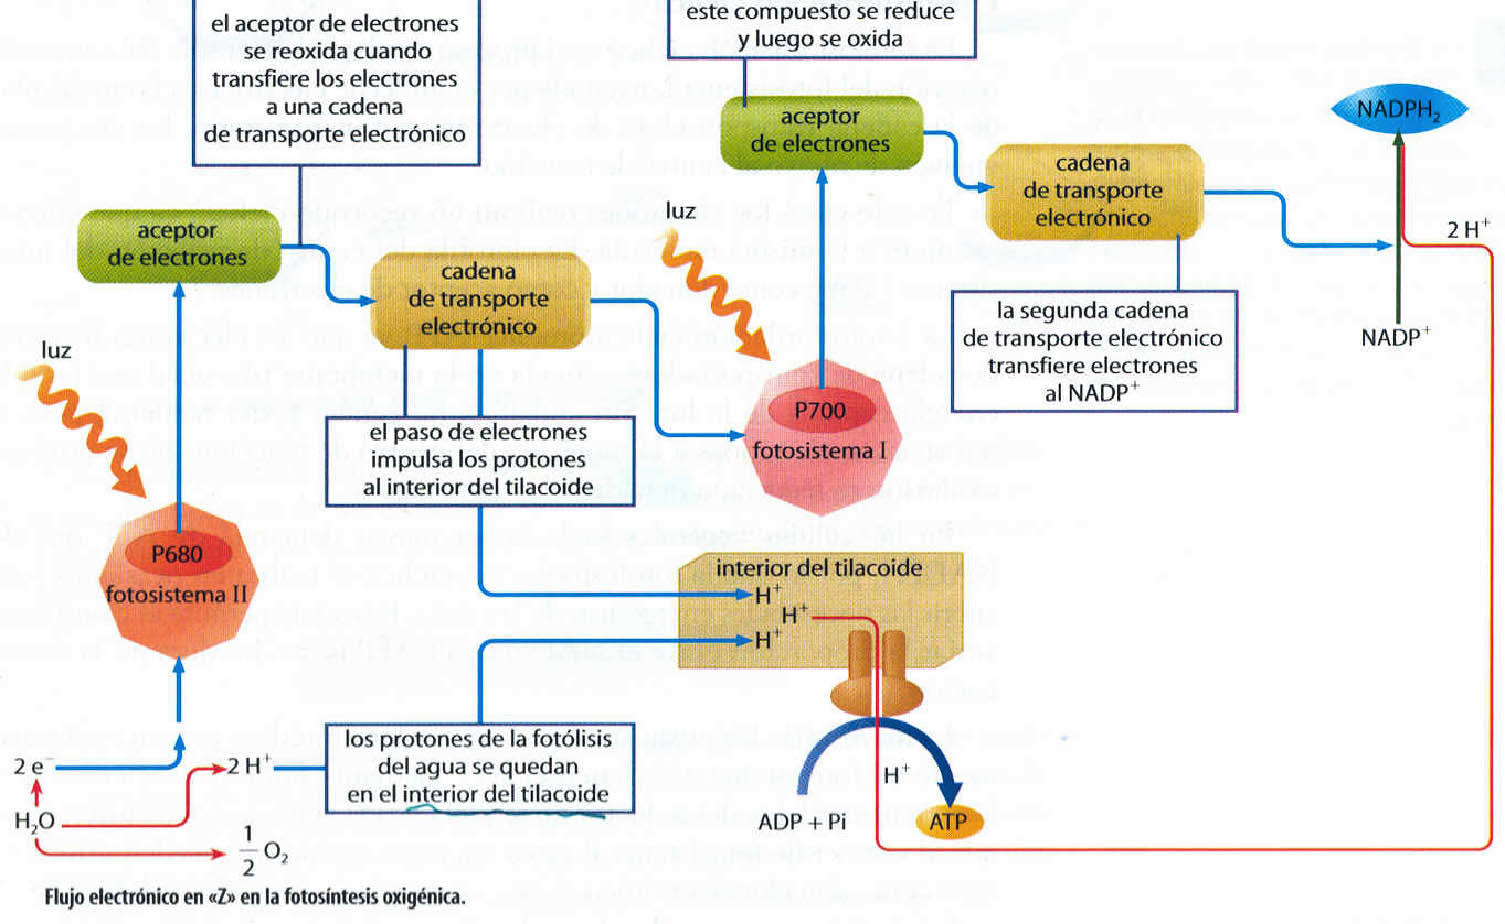 el aceptor de electrones
se reoxida cuando
transfiere los electrones
a una cadena
de transporte electrónico
este compuesto se reduce
y luego se oxida
aceptor
de electrones
NADPH₂
cadena
de transporte
electrónico
2 H⁺
luz
aceptor
de electrones
cadena
de transporte
electrónico
la segunda cadena
de transporte electrónico
transfiere electrones
al NADP⁺
NADP⁺
luz
P700
fotosistema I
el paso de electrones
impulsa los protones
al interior del tilacoide
P680
fotosistema II
interior del tilacoide
H⁺
H⁺
H⁺
los protones de la fotólisis
del agua se quedan
en el interior del tilacoide
2 e⁻
2 H⁺
H₂O
1/2 O₂
H⁺
ADP + Pi
ATP
Flujo electrónico en «Z» en la fotosíntesis oxigénica.